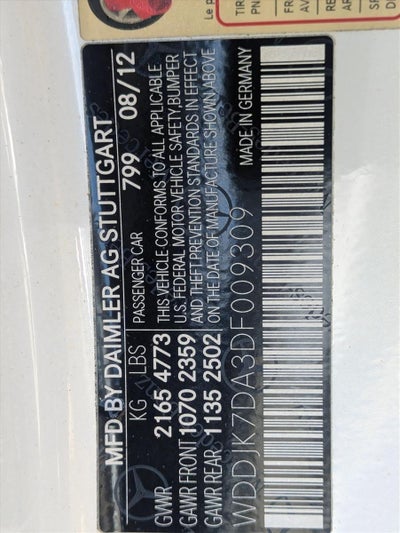 MFD BY DAIMLER AG STUTTGART
KG LBS PASSENGER CAR 799 08/12
GVWR 2165 4773 THIS VEHICLE CONFORMS TO ALL APPLICABLE
GAWR FRONT 1070 2359 U.S. FEDERAL MOTOR VEHICLE SAFETY, BUMPER
GAWR REAR 1135 2502 AND THEFT PREVENTION STANDARDS IN EFFECT
ON THE DATE OF MANUFACTURE SHOWN ABOVE
WDDJK7DA3DF009309 MADE IN GERMANY
Le p
TIR